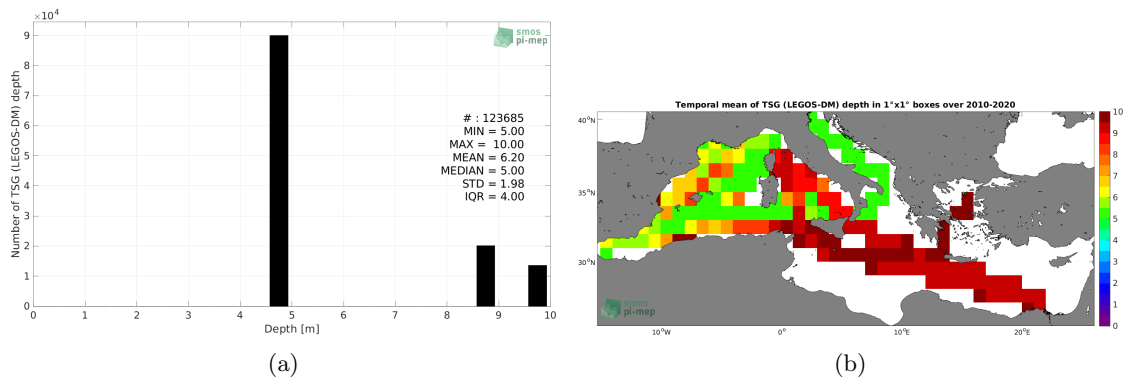 ×10⁴
9
8
7
6
5
4
3
2
1
0
Number of TSG (LEGOS-DM) depth
smos
pi-mep
# : 123685
MIN = 5.00
MAX = 10.00
MEAN = 6.20
MEDIAN = 5.00
STD = 1.98
IQR = 4.00
0 1 2 3 4 5 6 7 8 9 10
Depth [m]
(a)
Temporal mean of TSG (LEGOS-DM) depth in 1°x1° boxes over 2010-2020
40°N
35°N
30°N
10°W 0° 10°E 20°E
smos
pi-mep
10
9
8
7
6
5
4
3
2
1
0
(b)